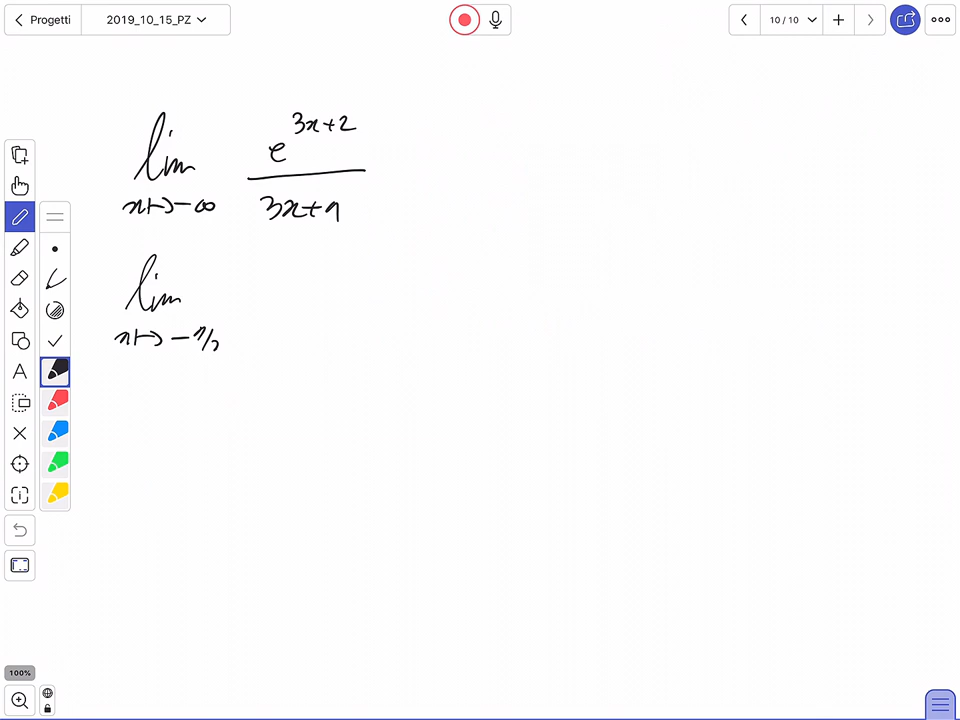 Progetti 2019_10_15_PZ 10 / 10
lim e^{3x+2} / 3x+1
x→-∞
lim
x→-1/3
A
100%